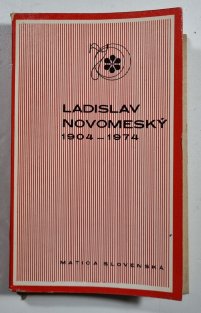 LADISLAV
NOVOMESKÝ
1904–1974
MATICA SLOVENSKÁ